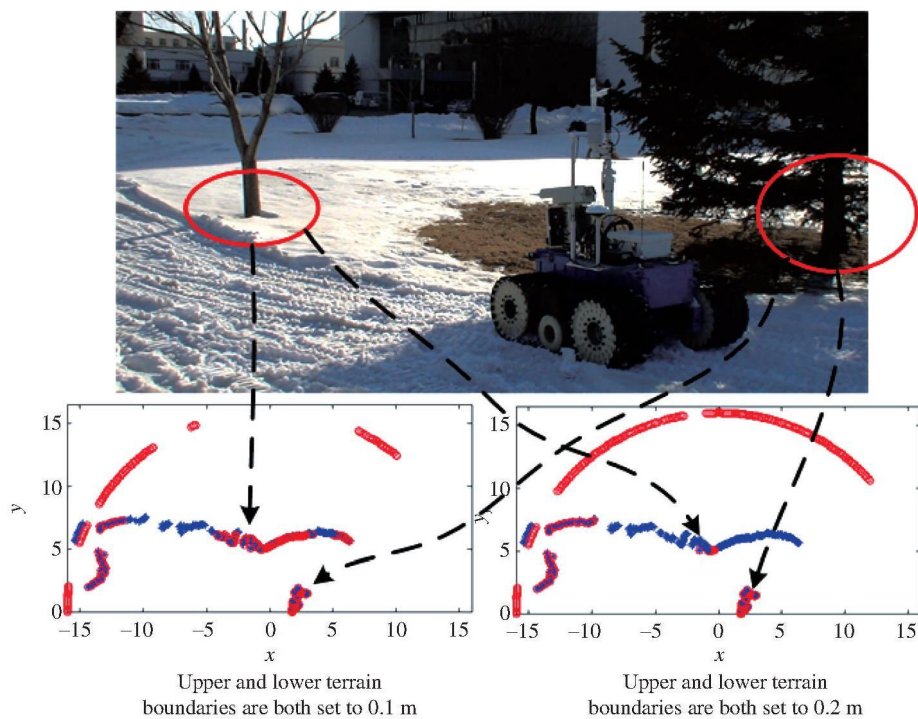 15
10
5
0
y
−15
−10
−5
0
5
10
15
x
Upper and lower terrain
boundaries are both set to 0.1 m
15
10
5
0
y
−15
−10
−5
0
5
10
15
x
Upper and lower terrain
boundaries are both set to 0.2 m